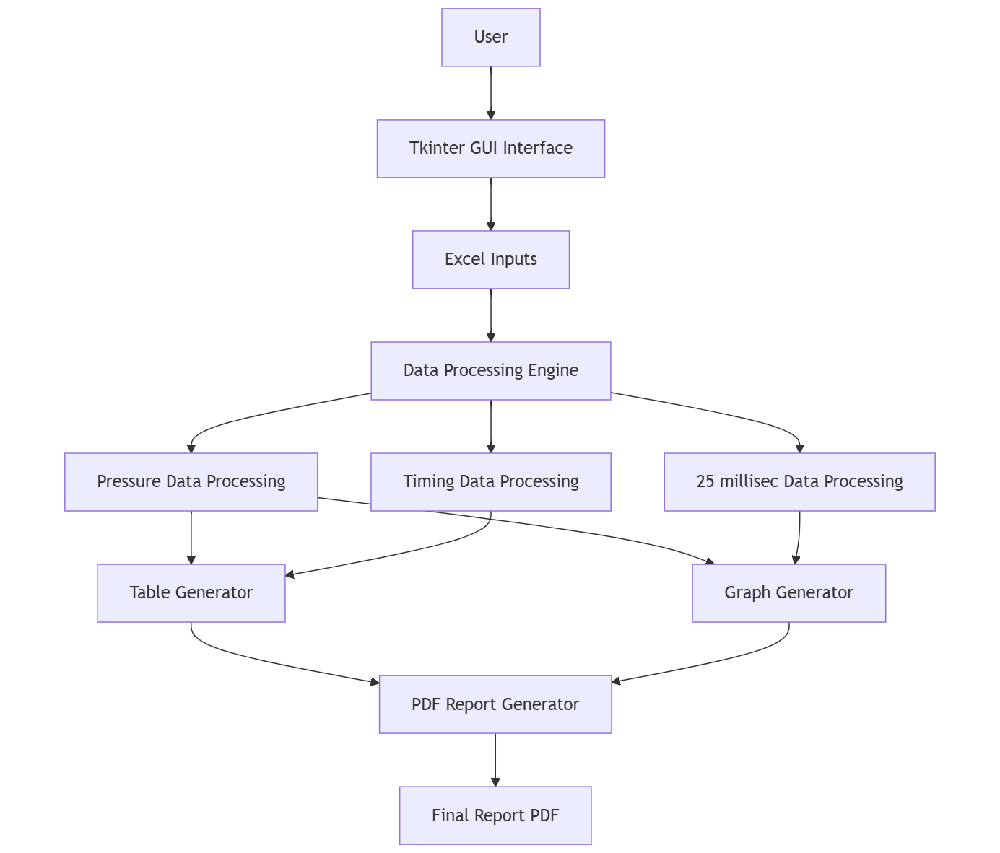 User
Tkinter GUI Interface
Excel Inputs
Data Processing Engine
Pressure Data Processing
Timing Data Processing
25 millisec Data Processing
Table Generator
Graph Generator
PDF Report Generator
Final Report PDF